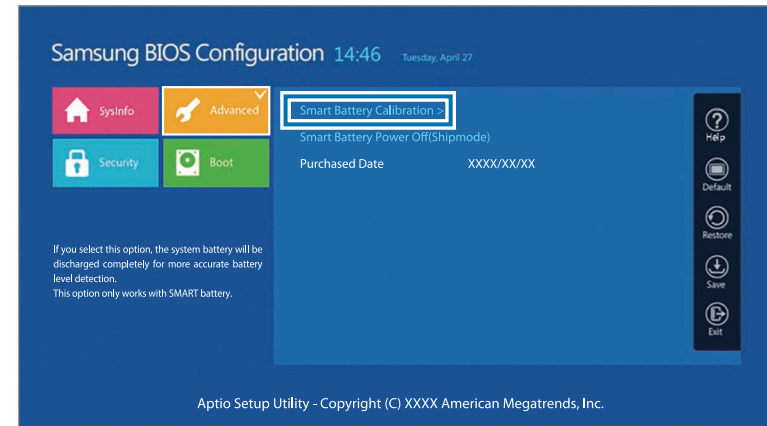 Samsung BIOS Configuration 14:46 Tuesday, April 27
SysInfo
Advanced
Security
Boot
Smart Battery Calibration >
Smart Battery Power Off(Shipmode)
Purchased Date XXXX/XX/XX
If you select this option, the system battery will be
discharged completely for more accurate battery
level detection.
This option only works with SMART battery.
Help
Default
Restore
Save
Exit
Aptio Setup Utility - Copyright (C) XXXX American Megatrends, Inc.